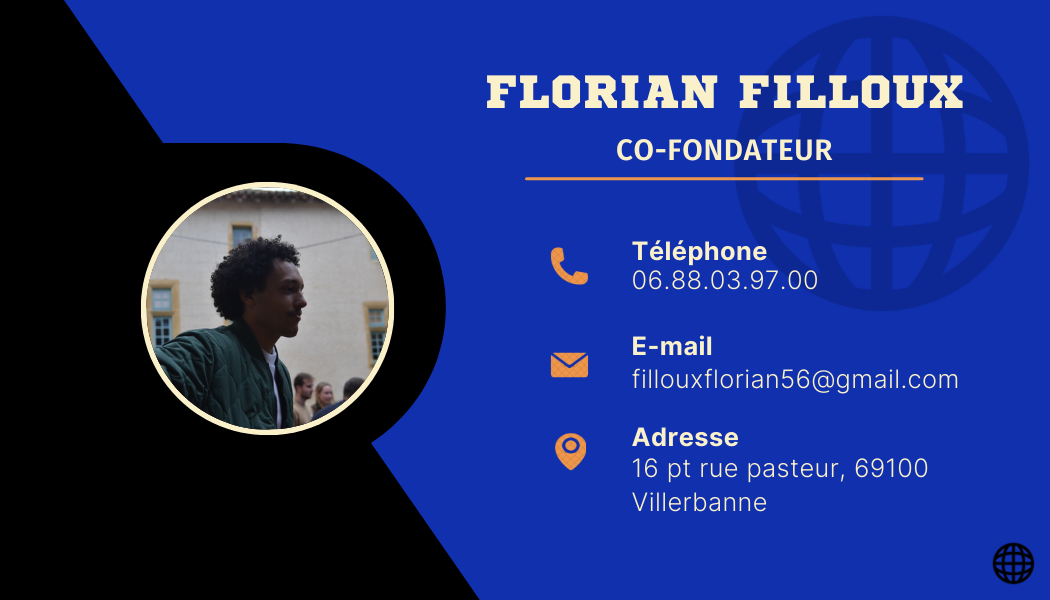 FLORIAN FILLOUX
CO-FONDATEUR
Téléphone
06.88.03.97.00
E-mail
fillouxflorian56@gmail.com
Adresse
16 pt rue pasteur, 69100
Villerbanne